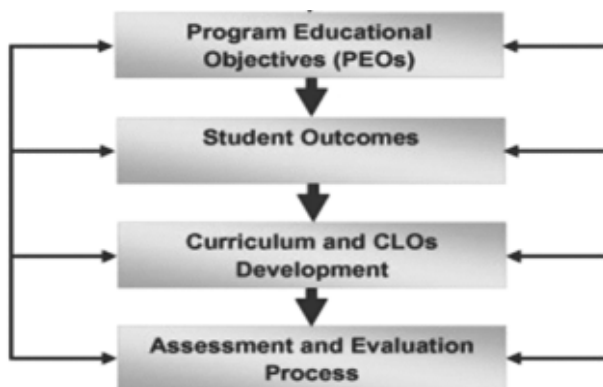 Program Educational
Objectives (PEOs)
Student Outcomes
Curriculum and CLOs
Development
Assessment and Evaluation
Process